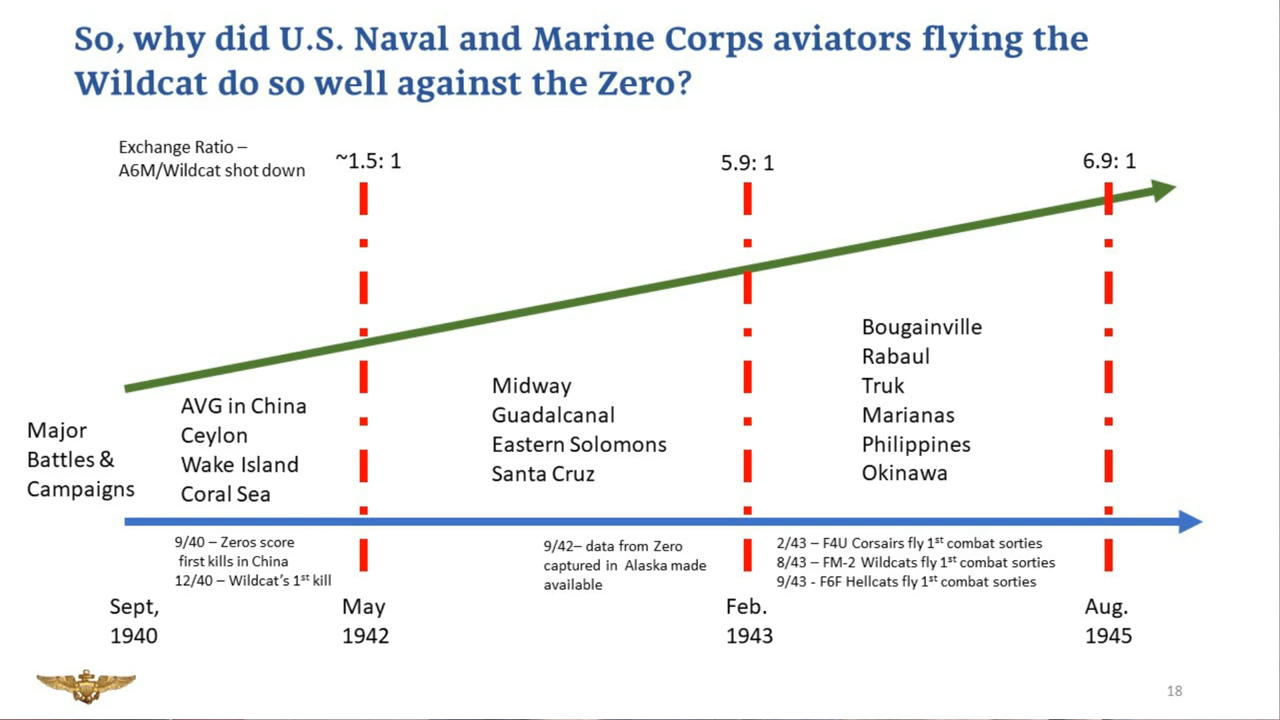 So, why did U.S. Naval and Marine Corps aviators flying the
Wildcat do so well against the Zero?
Exchange Ratio –
A6M/Wildcat shot down
~1.5: 1
5.9: 1
6.9: 1
Major
Battles &
Campaigns
AVG in China
Ceylon
Wake Island
Coral Sea
Midway
Guadalcanal
Eastern Solomons
Santa Cruz
Bougainville
Rabaul
Truk
Marianas
Philippines
Okinawa
9/40 – Zeros score
first kills in China
12/40 – Wildcat's 1st kill
9/42– data from Zero
captured in Alaska made
available
2/43 – F4U Corsairs fly 1st combat sorties
8/43 – FM-2 Wildcats fly 1st combat sorties
9/43 - F6F Hellcats fly 1st combat sorties
Sept,
1940
May
1942
Feb.
1943
Aug.
1945
18